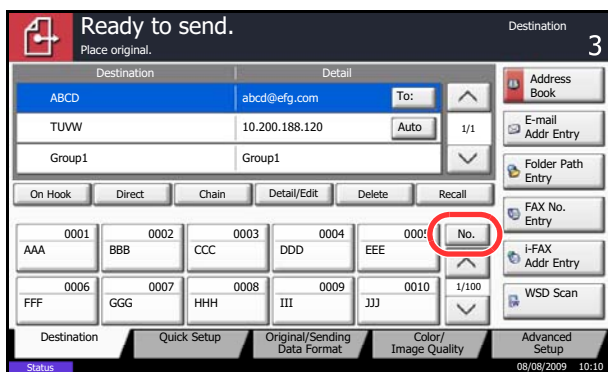 Ready to send.
Place original.
Destination
3
Destination Detail
ABCD abcd@efg.com To:
TUVW 10.200.188.120 Auto 1/1
Group1 Group1
On Hook Direct Chain Detail/Edit Delete Recall
0001 0002 0003 0004 0005 No.
AAA BBB CCC DDD EEE
0006 0007 0008 0009 0010 1/100
FFF GGG HHH III JJJ
Address
Book
E-mail
Addr Entry
Folder Path
Entry
FAX No.
Entry
i-FAX
Addr Entry
WSD Scan
Destination Quick Setup Original/Sending
Data Format Color/
Image Quality Advanced
Setup
Status 08/08/2009 10:10